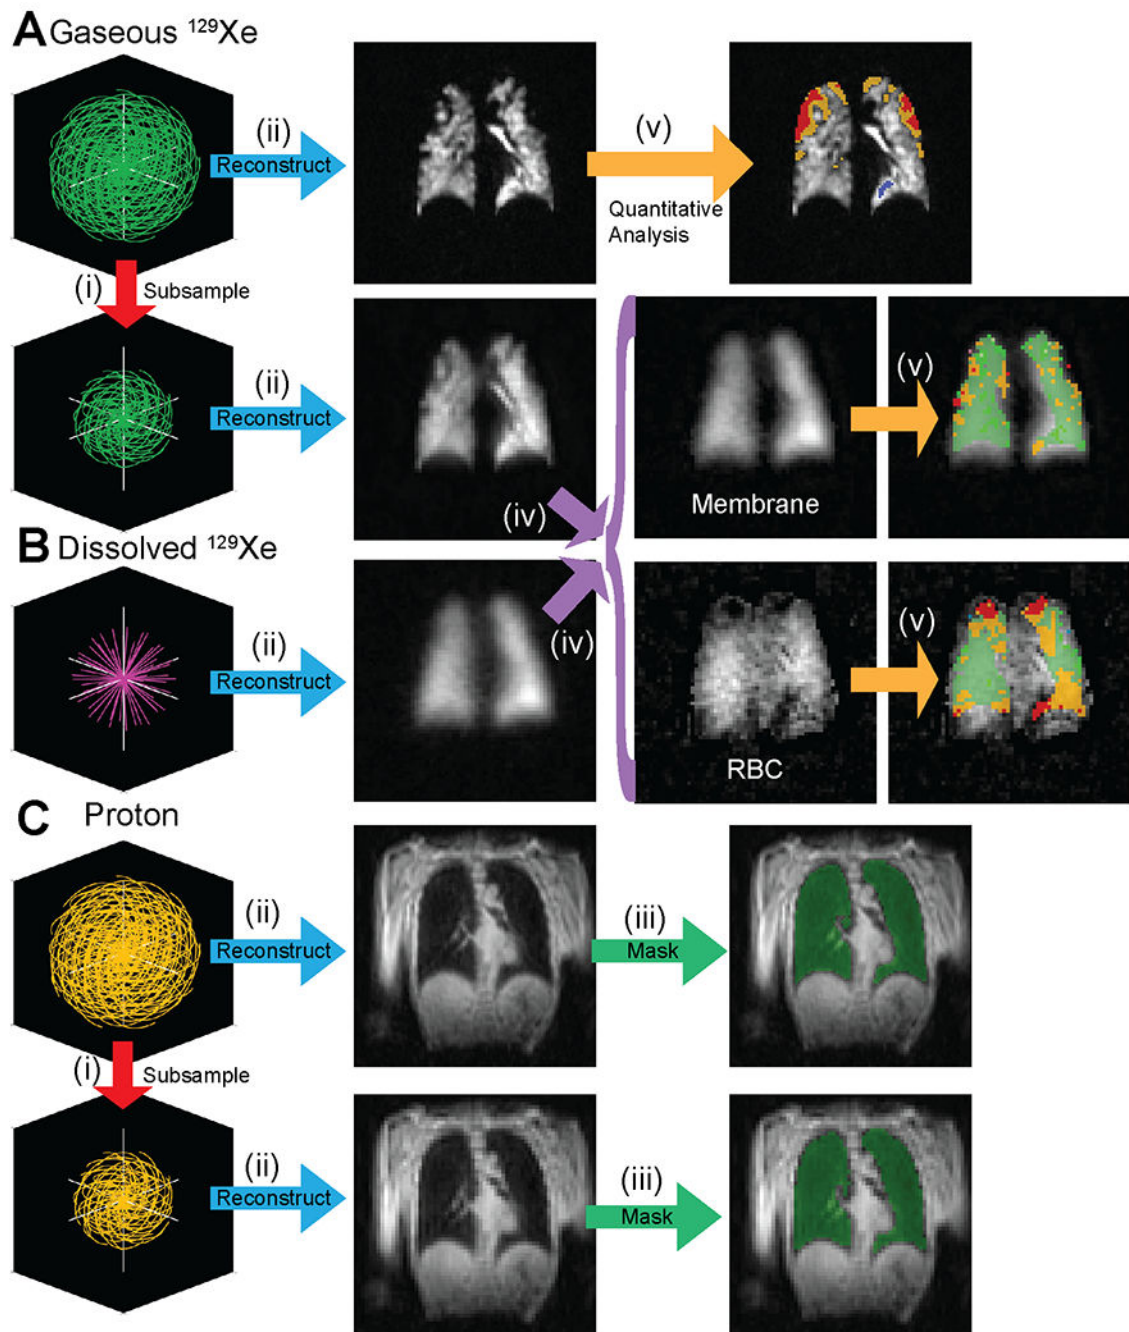 A Gaseous ¹²⁹Xe
(ii)
Reconstruct
(v)
Quantitative
Analysis
(i)
Subsample
(ii)
Reconstruct
(iv)
Membrane
(v)
B Dissolved ¹²⁹Xe
(ii)
Reconstruct
(iv)
RBC
(v)
C Proton
(ii)
Reconstruct
(iii)
Mask
(i)
Subsample
(ii)
Reconstruct
(iii)
Mask